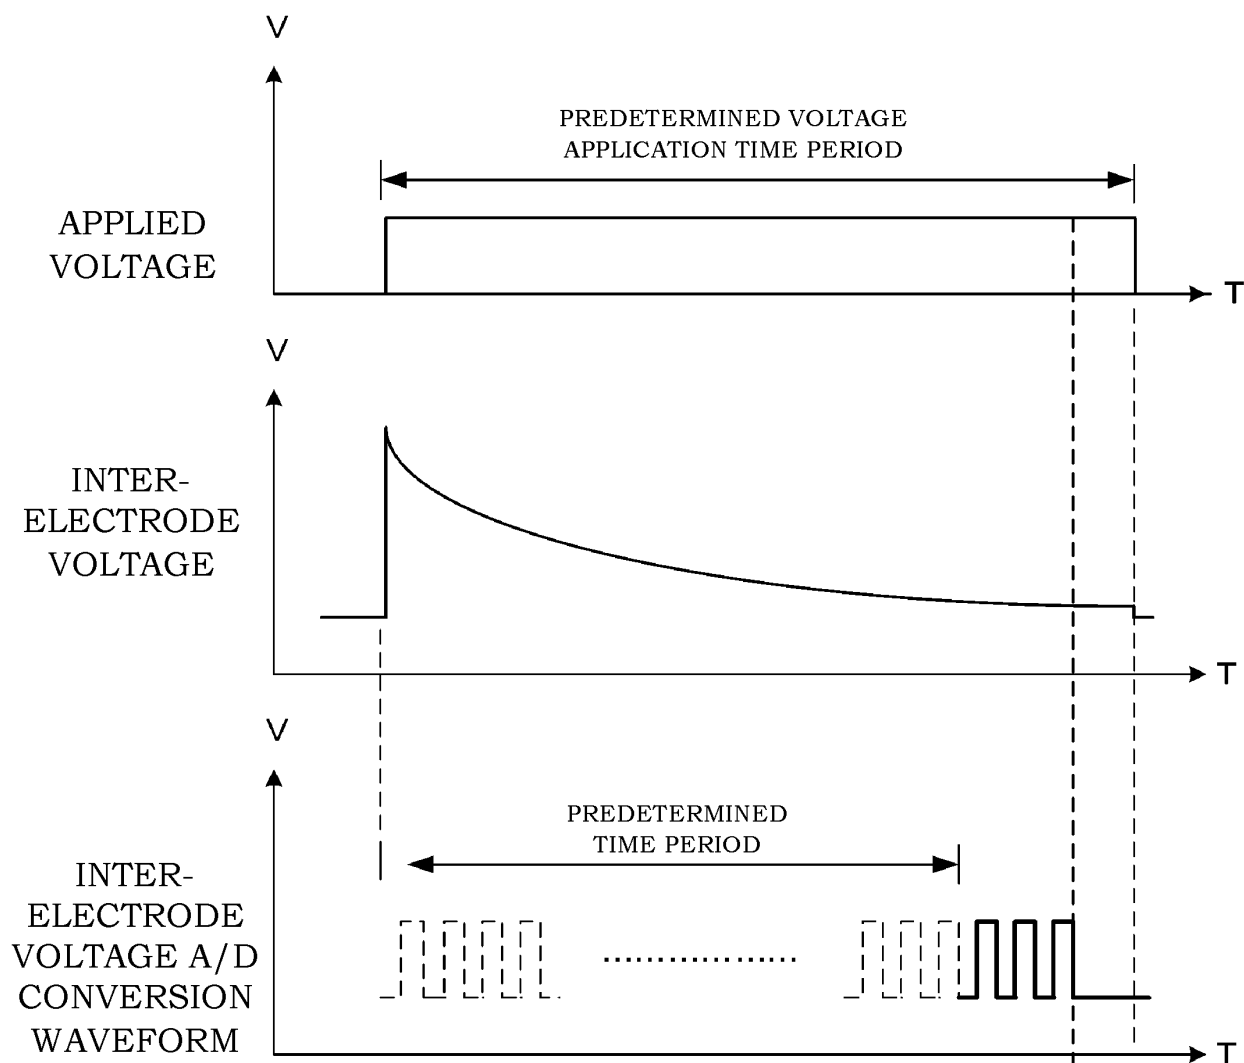 V
PREDETERMINED VOLTAGE
APPLICATION TIME PERIOD
APPLIED
VOLTAGE
T
V
INTER-
ELECTRODE
VOLTAGE
T
V
PREDETERMINED
TIME PERIOD
INTER-
ELECTRODE
VOLTAGE A/D
CONVERSION
WAVEFORM
T